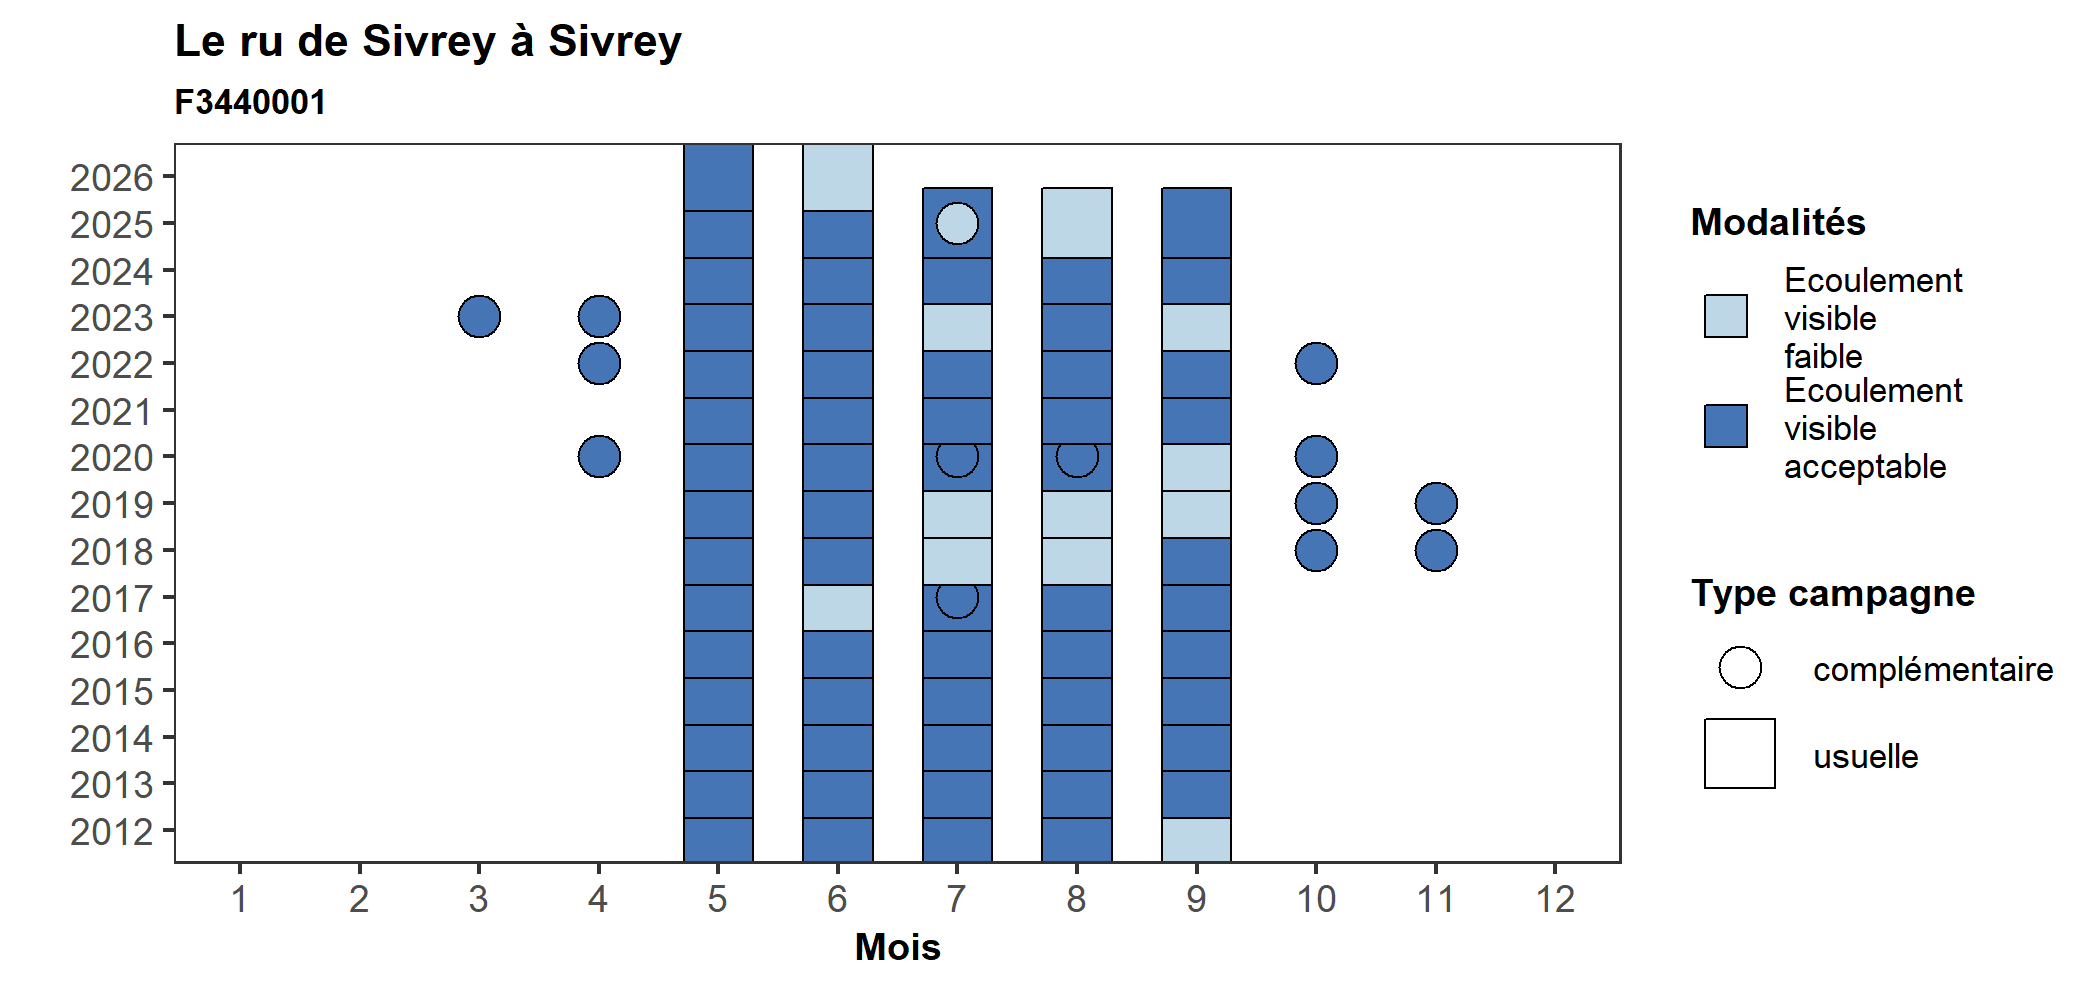 Le ru de Sivrey à Sivrey
F3440001
2026
2025
2024
2023
2022
2021
2020
2019
2018
2017
2016
2015
2014
2013
2012
1 2 3 4 5 6 7 8 9 10 11 12
Mois
Modalités
Ecoulement
visible
faible
Ecoulement
visible
acceptable
Type campagne
complémentaire
usuelle